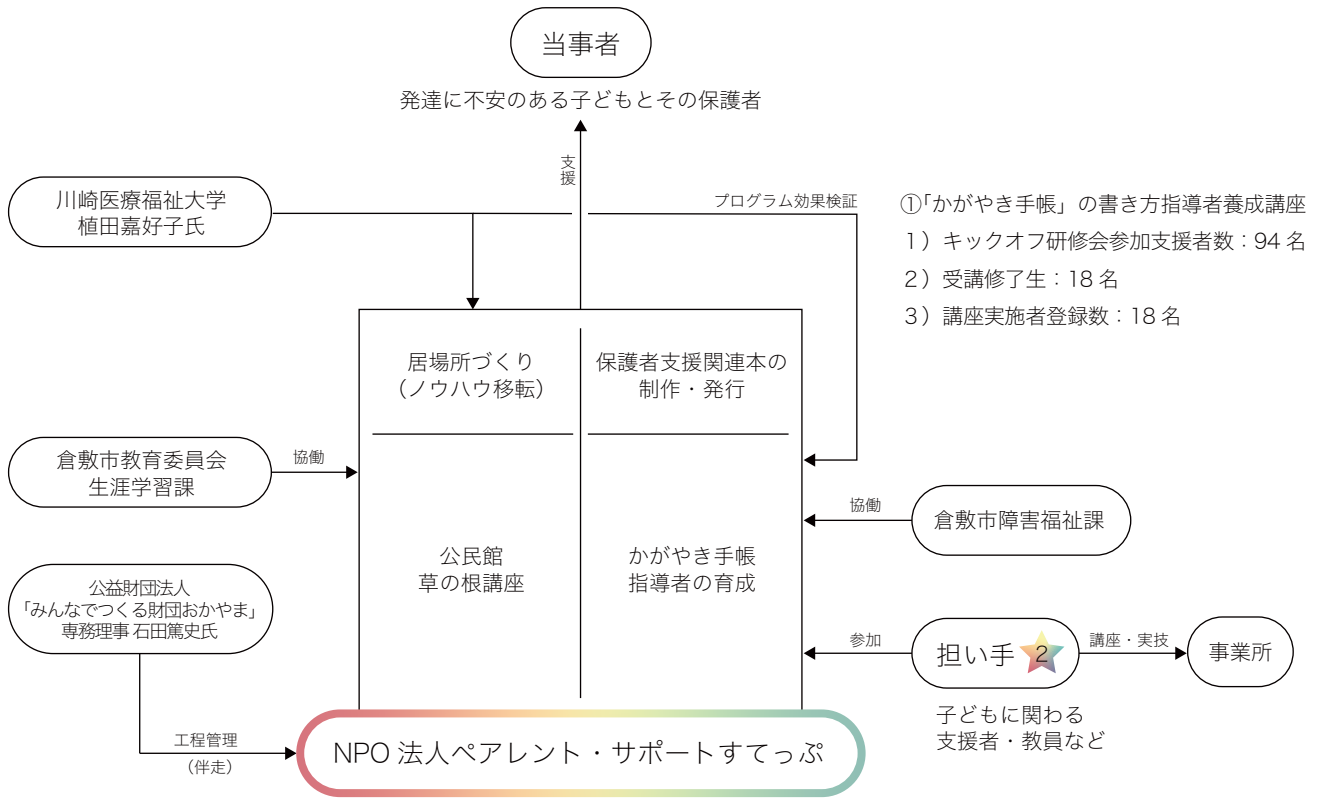 当事者
発達に不安のある子どもとその保護者
支援
川崎医療福祉大学
植田嘉好子氏
プログラム効果検証
①「かがやき手帳」の書き方指導者養成講座
1）キックオフ研修会参加支援者数：94 名
2）受講修了生：18 名
3）講座実施者登録数：18 名
居場所づくり
（ノウハウ移転）
保護者支援関連本の
制作・発行
倉敷市教育委員会
生涯学習課
協働
協働
倉敷市障害福祉課
公民館
草の根講座
かがやき手帳
指導者の育成
公益財団法人
「みんなでつくる財団おかやま」
専務理事 石田篤史氏
参加
担い手 2
講座・実技
事業所
子どもに関わる
支援者・教員など
工程管理
（伴走）
NPO 法人ペアレント・サポートすてっぷ